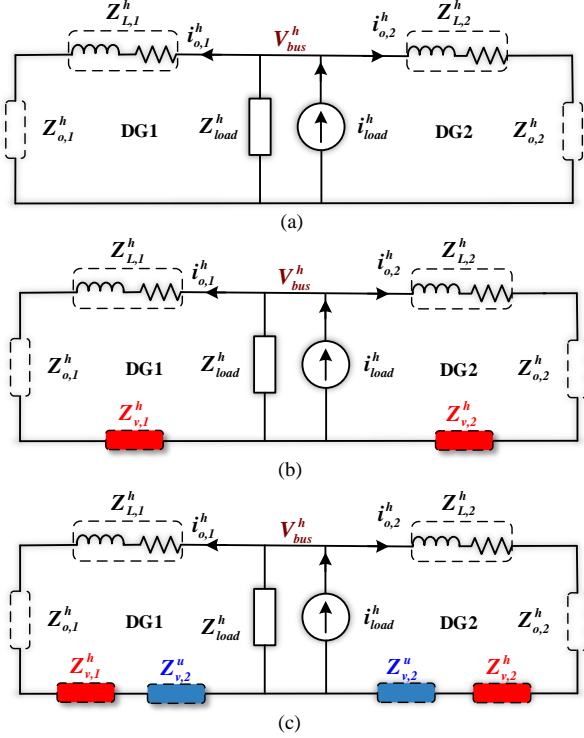 Z^h_{L,1} Z^h_{L,2}
i^h_{o,1} V^h_{bus} i^h_{o,2}
Z^h_{o,1} DG1 Z^h_{load} i^h_{load} DG2 Z^h_{o,2}
(a)
Z^h_{L,1} Z^h_{L,2}
i^h_{o,1} V^h_{bus} i^h_{o,2}
Z^h_{o,1} DG1 Z^h_{load} i^h_{load} DG2 Z^h_{o,2}
Z^h_{v,1} Z^h_{v,2}
(b)
Z^h_{L,1} Z^h_{L,2}
i^h_{o,1} V^h_{bus} i^h_{o,2}
Z^h_{o,1} DG1 Z^h_{load} i^h_{load} DG2 Z^h_{o,2}
Z^h_{v,1} Z^u_{v,2} Z^u_{v,2} Z^h_{v,2}
(c)